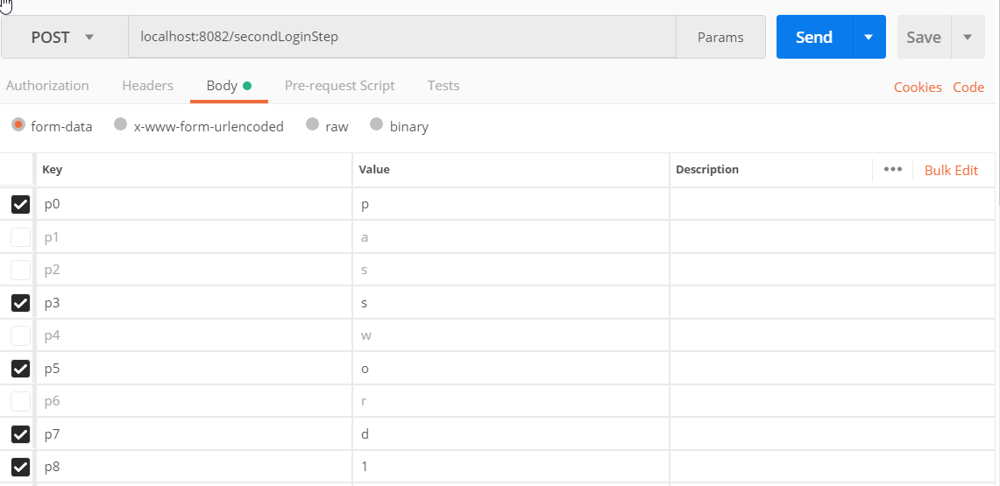 POST localhost:8082/secondLoginStep Params Send Save
Authorization Headers Body Pre-request Script Tests Cookies Code
form-data x-www-form-urlencoded raw binary
Key Value Description ••• Bulk Edit
p0 p
p1 a
p2 s
p3 s
p4 w
p5 o
p6 r
p7 d
p8 1